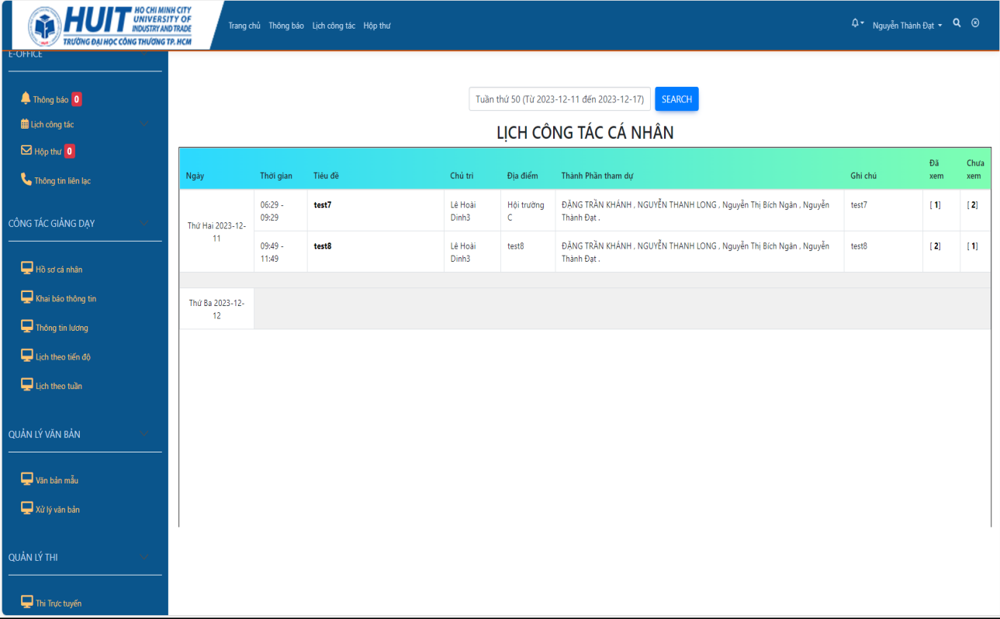 HUIT
HO CHI MINH CITY
UNIVERSITY OF
INDUSTRY AND TRADE
TRƯỜNG ĐẠI HỌC CÔNG THƯƠNG TP. HCM
Trang chủ Thông báo Lịch công tác Hộp thư
Nguyễn Thành Đạt
E-OFFICE
Thông báo 0
Lịch công tác
Hộp thư 0
Thông tin liên lạc
CÔNG TÁC GIẢNG DẠY
Hồ sơ cá nhân
Khai báo thông tin
Thông tin lương
Lịch theo tiến độ
Lịch theo tuần
QUẢN LÝ VĂN BẢN
Văn bản mẫu
Xử lý văn bản
QUẢN LÝ THI
Thi Trực tuyến
Tuần thứ 50 (Từ 2023-12-11 đến 2023-12-17) SEARCH
LỊCH CÔNG TÁC CÁ NHÂN
Ngày Thời gian Tiêu đề Chủ trì Địa điểm Thành Phần tham dự Ghi chú Đã xem Chưa xem
Thứ Hai 2023-12-
11
06:29 - test7 Lê Hoài Hội trường ĐẶNG TRẦN KHÁNH , NGUYỄN THANH LONG , Nguyễn Thị Bích Ngân , Nguyễn test7 [ 1] [ 2]
09:29 Dinh3 C Thành Đạt .
09:49 - test8 Lê Hoài test8 ĐẶNG TRẦN KHÁNH , NGUYỄN THANH LONG , Nguyễn Thị Bích Ngân , Nguyễn test8 [ 2] [ 1]
11:49 Dinh3 Thành Đạt .
Thứ Ba 2023-12-
12